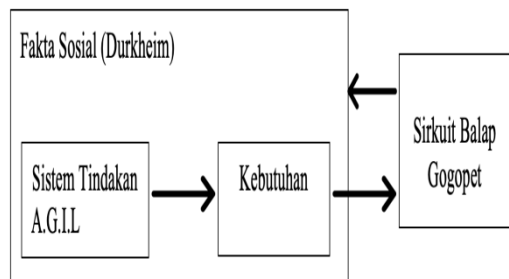 Fakta Sosial (Durkheim)
Sistem Tindakan
A.G.I.L
Kebutuhan
Sirkuit Balap
Gogopet